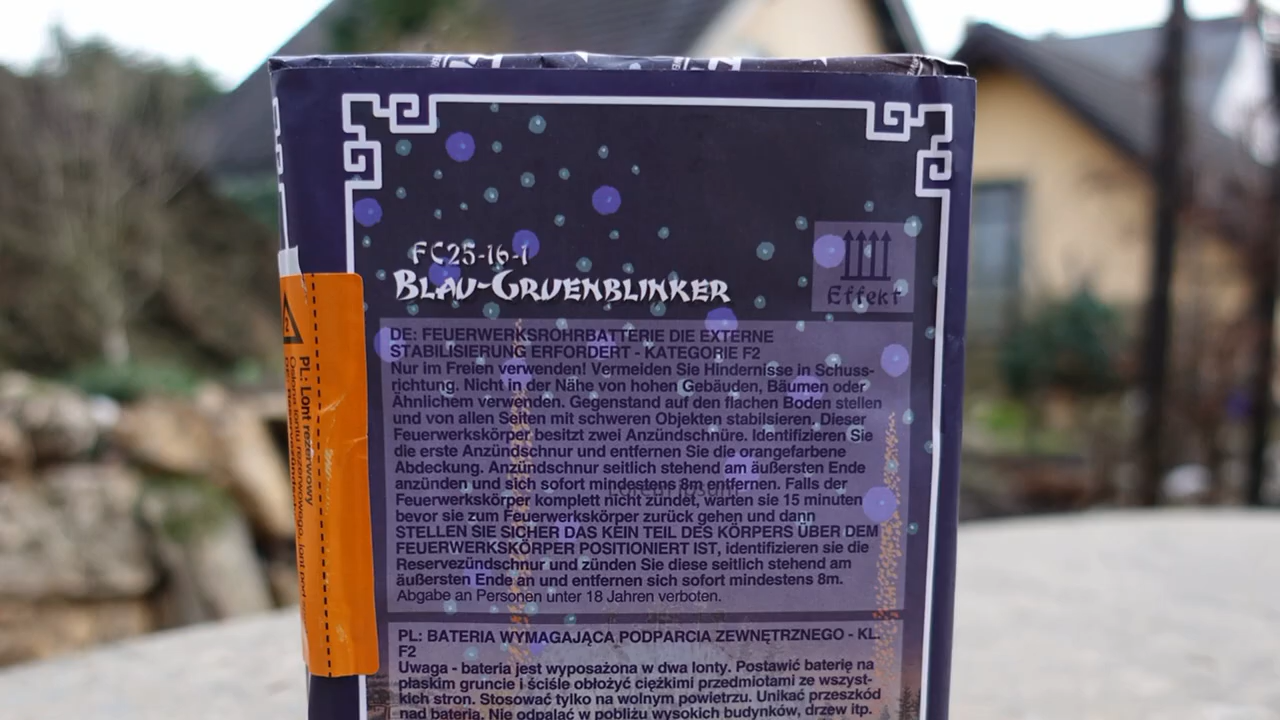 FC25-16-1
BLAU-GRUENBLINKER
Effekt
DE: FEUERWERKSROHRBATTERIE DIE EXTERNE
STABILISIERUNG ERFORDERT - KATEGORIE F2
Nur im Freien verwenden! Vermeiden Sie Hindernisse in Schuss-
richtung. Nicht in der Nähe von hohen Gebäuden, Bäumen oder
Ähnlichem verwenden. Gegenstand auf den flachen Boden stellen
und von allen Seiten mit schweren Objekten stabilisieren. Dieser
Feuerwerkskörper besitzt zwei Anzündschnüre. Identifizieren Sie
die erste Anzündschnur und entfernen Sie die orangefarbene
Abdeckung. Anzündschnur seitlich stehend am äußersten Ende
anzünden und sich sofort mindestens 8m entfernen. Falls der
Feuerwerkskörper komplett nicht zündet, warten sie 15 minuten
bevor sie zum Feuerwerkskörper zurück gehen und dann
STELLEN SIE SICHER DAS KEIN TEIL DES KÖRPERS ÜBER DEM
FEUERWERKSKÖRPER POSITIONIERT IST, identifizieren sie die
Reservezündschnur und zünden Sie diese seitlich stehend am
äußersten Ende an und entfernen sich sofort mindestens 8m.
Abgabe an Personen unter 18 Jahren verboten.
PL: BATERIA WYMAGAJĄCA PODPARCIA ZEWNĘTRZNEGO - KL.
F2
Uwaga - bateria jest wyposażona w dwa lonty. Postawić baterię na
płaskim gruncie i ściśle obłożyć ciężkimi przedmiotami ze wszyst-
kich stron. Stosować tylko na wolnym powietrzu. Unikać przeszkód
nad baterią. Nie odpalać w pobliżu wysokich budynków, drzew itp.
PL: Lont rezerwowy